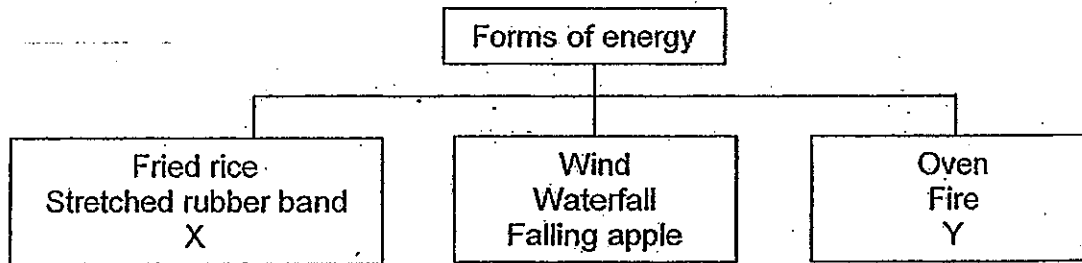 Forms of energy
Fried rice
Stretched rubber band
X
Wind
Waterfall
Falling apple
Oven
Fire
Y